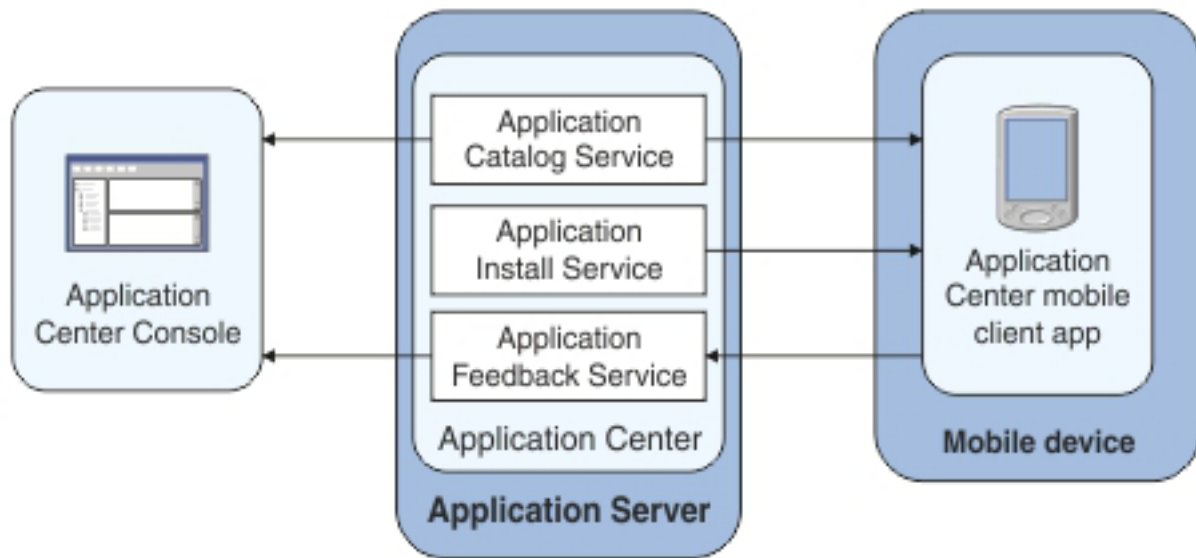 Application
Center Console
Application
Catalog Service
Application
Install Service
Application
Feedback Service
Application Center
Application Server
Application
Center mobile
client app
Mobile device